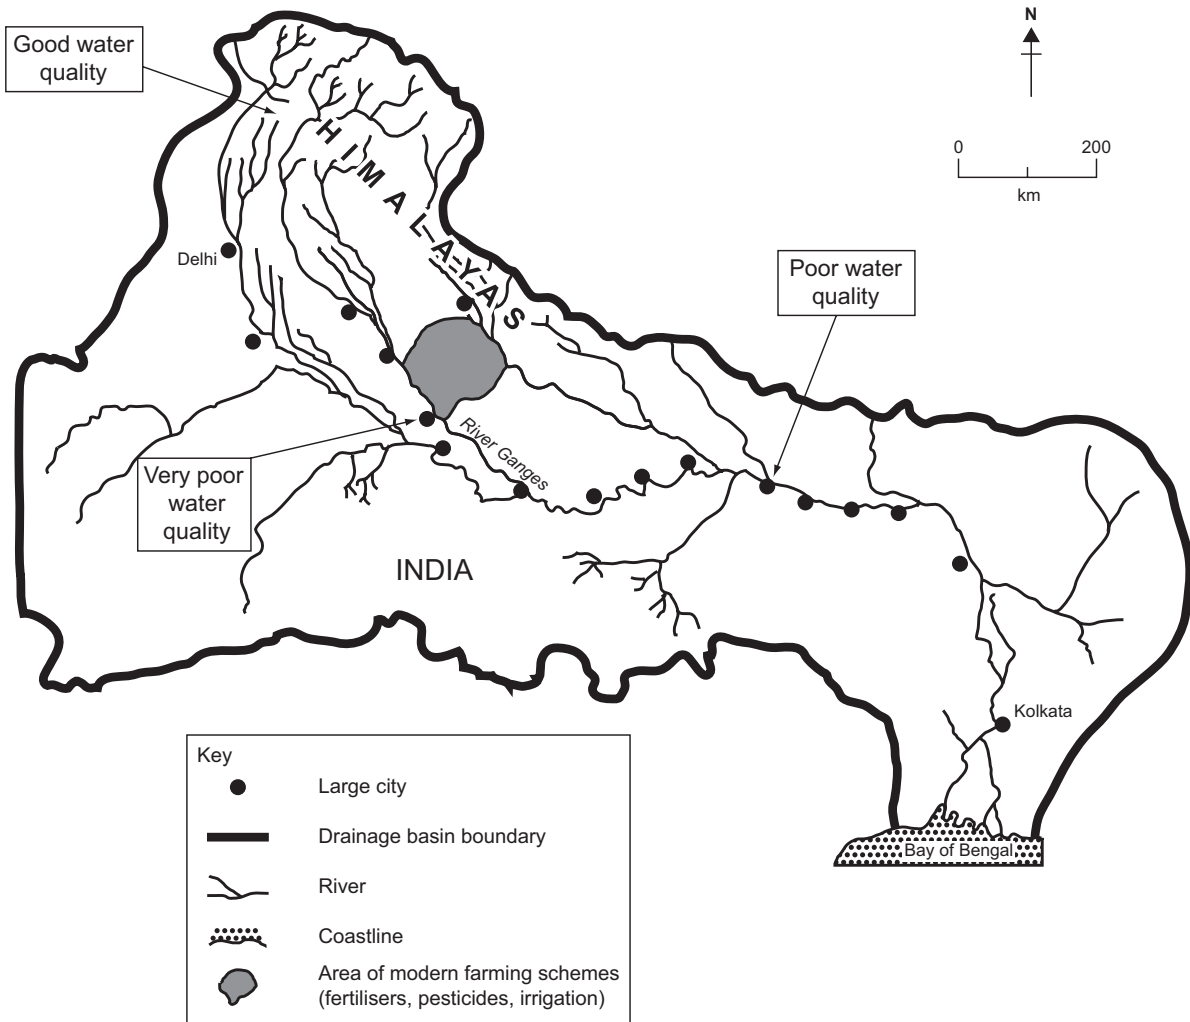 Good water
quality
N
0
200
km
HIMALAYAS
Delhi
Poor water
quality
River Ganges
Very poor
water
quality
INDIA
Kolkata
Bay of Bengal
Key
Large city
Drainage basin boundary
River
Coastline
Area of modern farming schemes
(fertilisers, pesticides, irrigation)